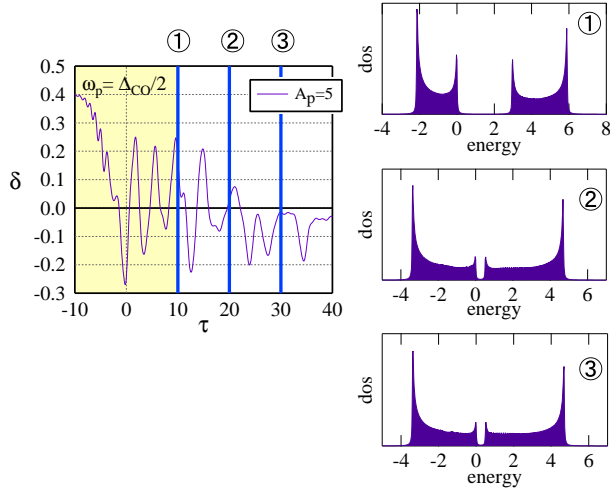 ① ② ③
ωp= ΔCO/2
Ap=5
δ
0.5
0.4
0.3
0.2
0.1
0.0
-0.1
-0.2
-0.3
-10 0 10 20 30 40
τ
①
dos
-4 -2 0 2 4 6 8
energy
②
dos
-4 -2 0 2 4 6
energy
③
dos
-4 -2 0 2 4 6
energy